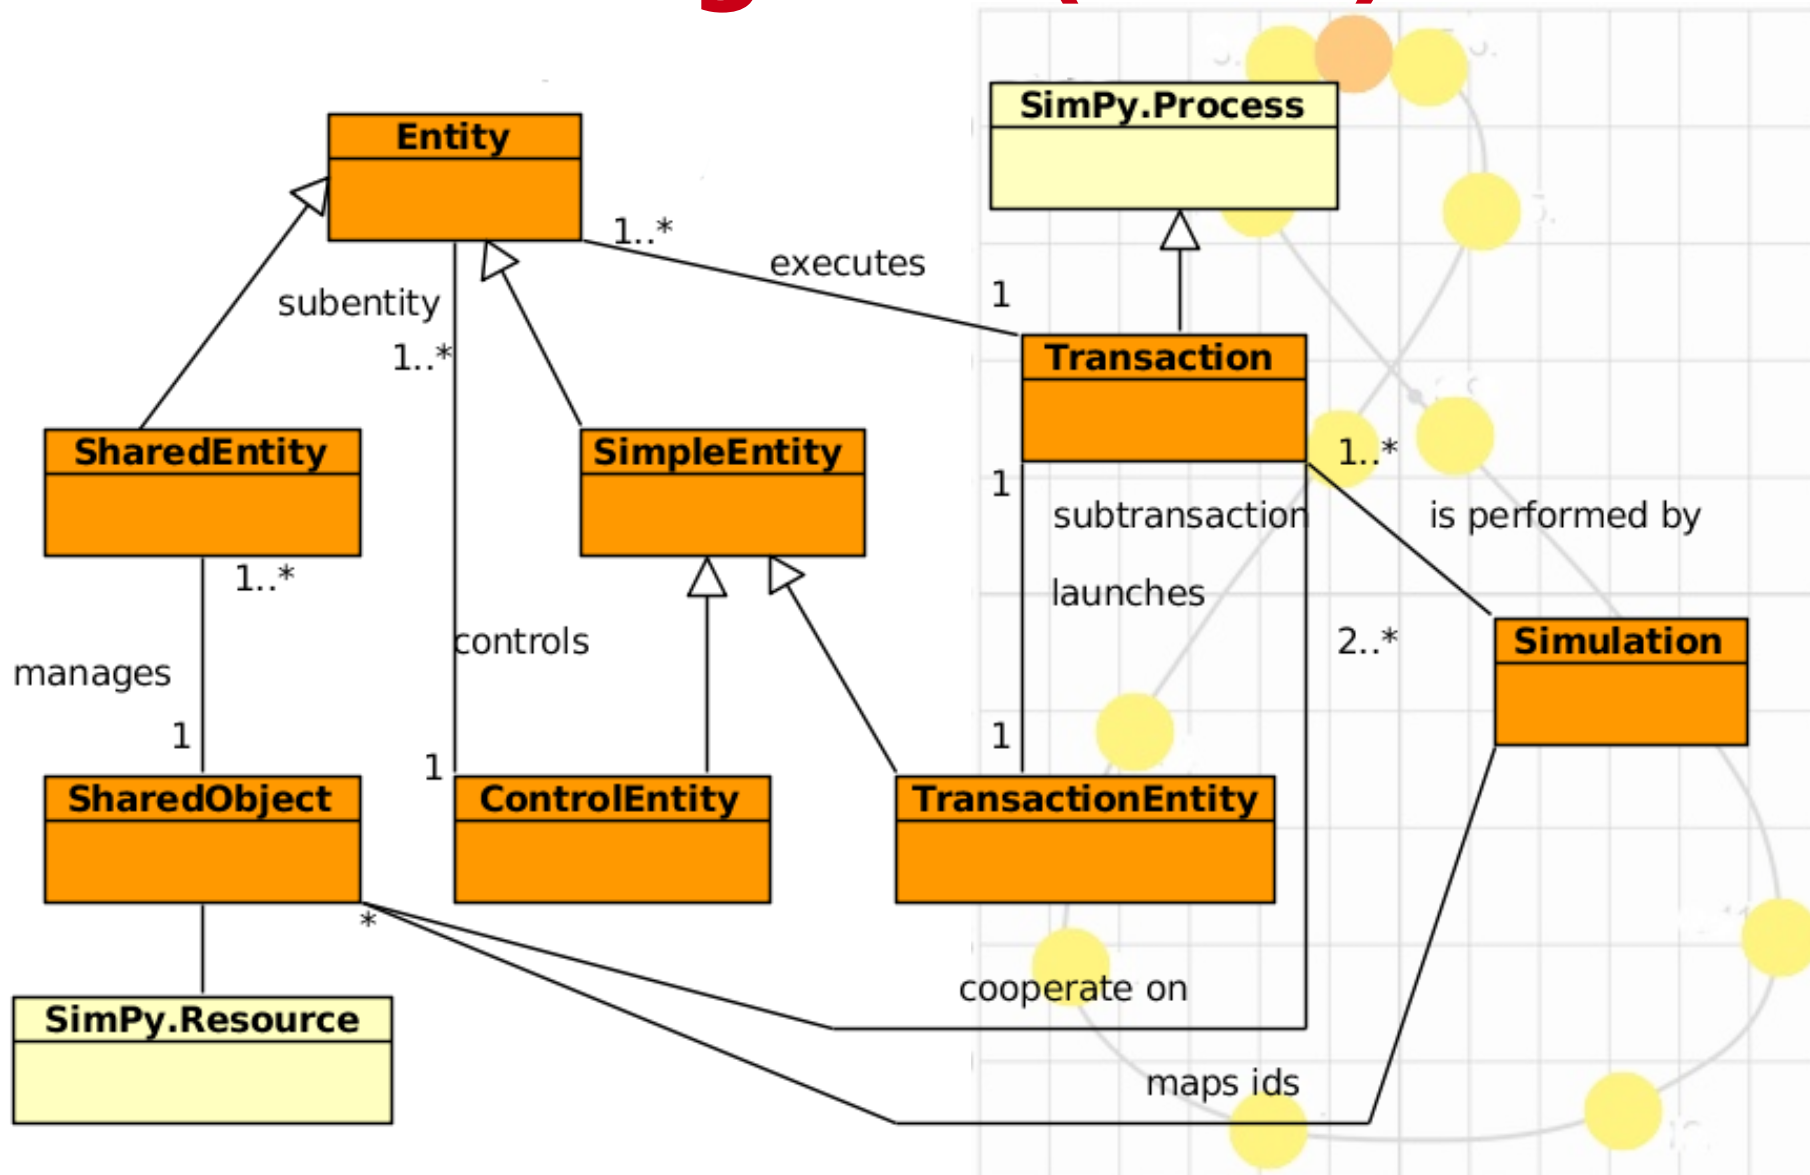 SimPy.Process
Entity
1..*
executes
1
subentity
1..*
Transaction
SharedEntity
SimpleEntity
1..*
1
subtransaction
is performed by
1..*
launches
controls
2..*
Simulation
manages
1
1
1
SharedObject
ControlEntity
TransactionEntity
*
cooperate on
SimPy.Resource
maps ids